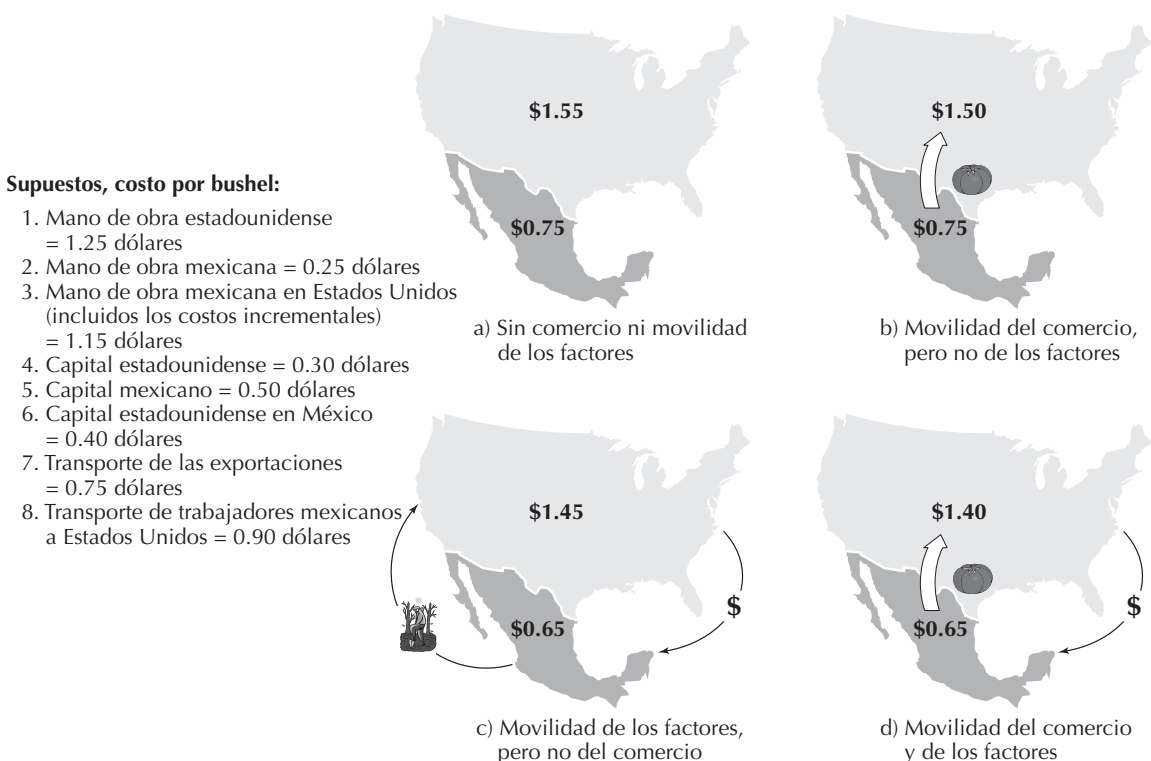 Supuestos, costo por bushel:
1. Mano de obra estadounidense
= 1.25 dólares
2. Mano de obra mexicana = 0.25 dólares
3. Mano de obra mexicana en Estados Unidos
(incluidos los costos incrementales)
= 1.15 dólares
4. Capital estadounidense = 0.30 dólares
5. Capital mexicano = 0.50 dólares
6. Capital estadounidense en México
= 0.40 dólares
7. Transporte de las exportaciones
= 0.75 dólares
8. Transporte de trabajadores mexicanos
a Estados Unidos = 0.90 dólares
$1.55
$0.75
a) Sin comercio ni movilidad
de los factores
$1.50
$0.75
b) Movilidad del comercio,
pero no de los factores
$1.45
$0.65
$
c) Movilidad de los factores,
pero no del comercio
$1.40
$0.65
$
d) Movilidad del comercio
y de los factores